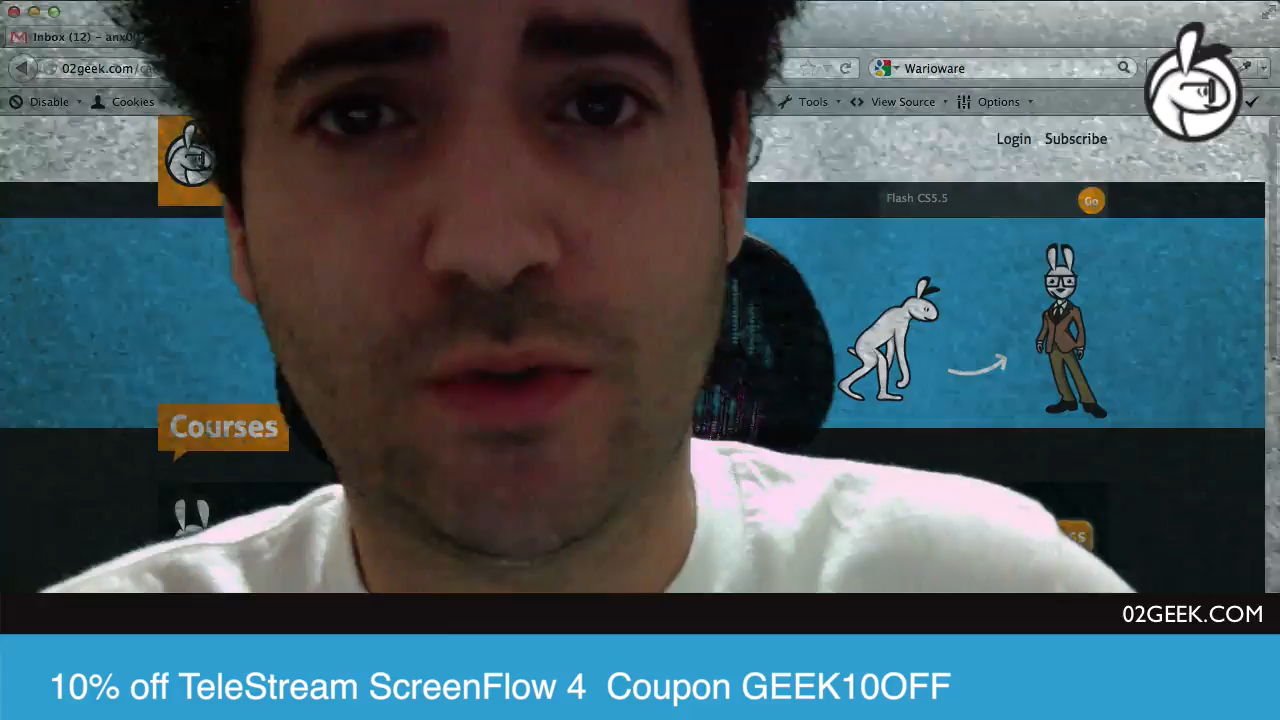 Inbox (12) – anx0
02geek.com/
Warioware
Disable
Cookies
Tools
View Source
Options
Login
Subscribe
Flash CS5.5
Go
Courses
02GEEK.COM
10% off TeleStream ScreenFlow 4 Coupon GEEK10OFF